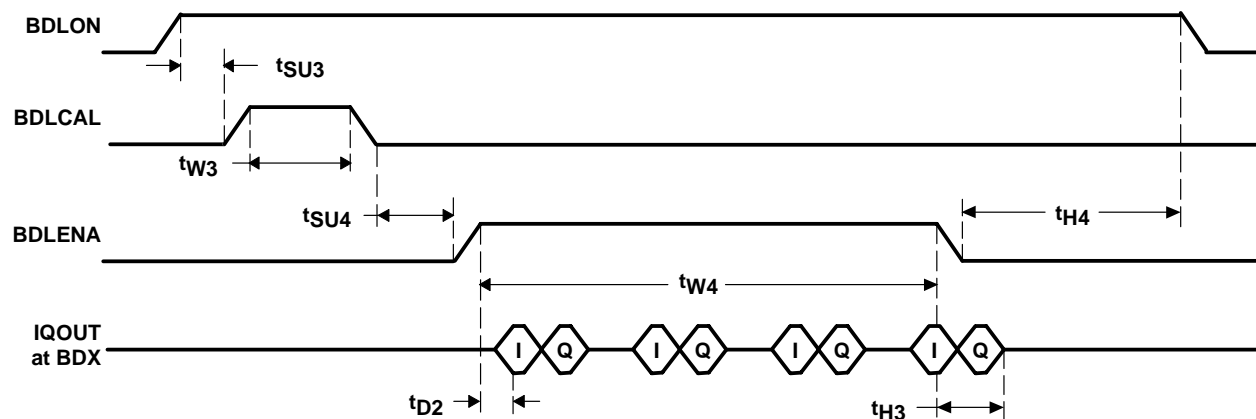 BDLON
tSU3
BDLCAL
tW3
tSU4
tH4
BDLENA
tW4
IQOUT
at BDX
I Q I Q I Q I Q
tD2
tH3